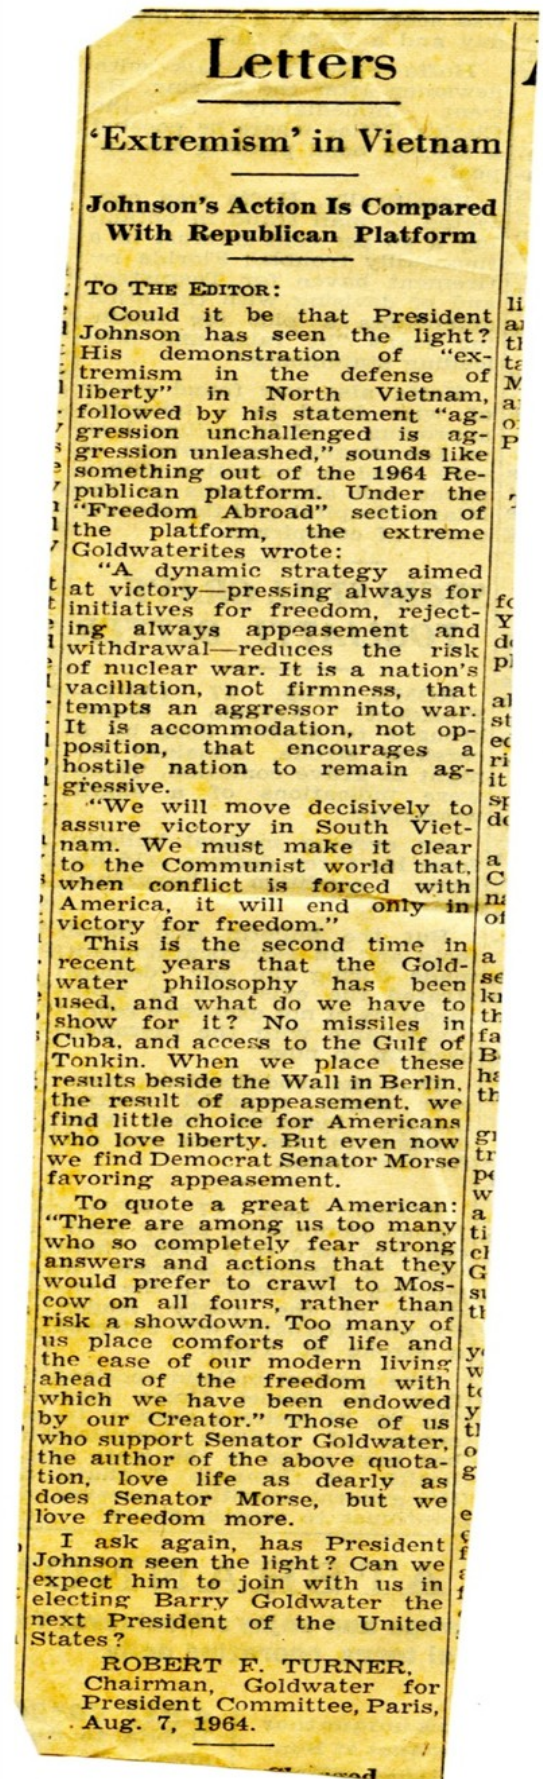 Letters
‘Extremism’ in Vietnam
Johnson's Action Is Compared
With Republican Platform
TO THE EDITOR:
Could it be that President
Johnson has seen the light?
His demonstration of “ex-
tremism in the defense of
liberty” in North Vietnam,
followed by his statement “ag-
gression unchallenged is ag-
gression unleashed,” sounds like
something out of the 1964 Re-
publican platform. Under the
“Freedom Abroad” section of
the platform, the extreme
Goldwaterites wrote:
“A dynamic strategy aimed
at victory—pressing always for
initiatives for freedom, reject-
ing always appeasement and
withdrawal—reduces the risk
of nuclear war. It is a nation's
vacillation, not firmness, that
tempts an aggressor into war.
It is accommodation, not op-
position, that encourages a
hostile nation to remain ag-
gressive.
“We will move decisively to
assure victory in South Viet-
nam. We must make it clear
to the Communist world that,
when conflict is forced with
America, it will end only in
victory for freedom.”
This is the second time in
recent years that the Gold-
water philosophy has been
used, and what do we have to
show for it? No missiles in
Cuba, and access to the Gulf of
Tonkin. When we place these
results beside the Wall in Berlin,
the result of appeasement, we
find little choice for Americans
who love liberty. But even now
we find Democrat Senator Morse
favoring appeasement.
To quote a great American:
“There are among us too many
who so completely fear strong
answers and actions that they
would prefer to crawl to Mos-
cow on all fours, rather than
risk a showdown. Too many of
us place comforts of life and
the ease of our modern living
ahead of the freedom with
which we have been endowed
by our Creator.” Those of us
who support Senator Goldwater,
the author of the above quota-
tion, love life as dearly as
does Senator Morse, but we
love freedom more.
I ask again, has President
Johnson seen the light? Can we
expect him to join with us in
electing Barry Goldwater the
next President of the United
States?
ROBERT F. TURNER,
Chairman, Goldwater for
President Committee, Paris,
Aug. 7, 1964.